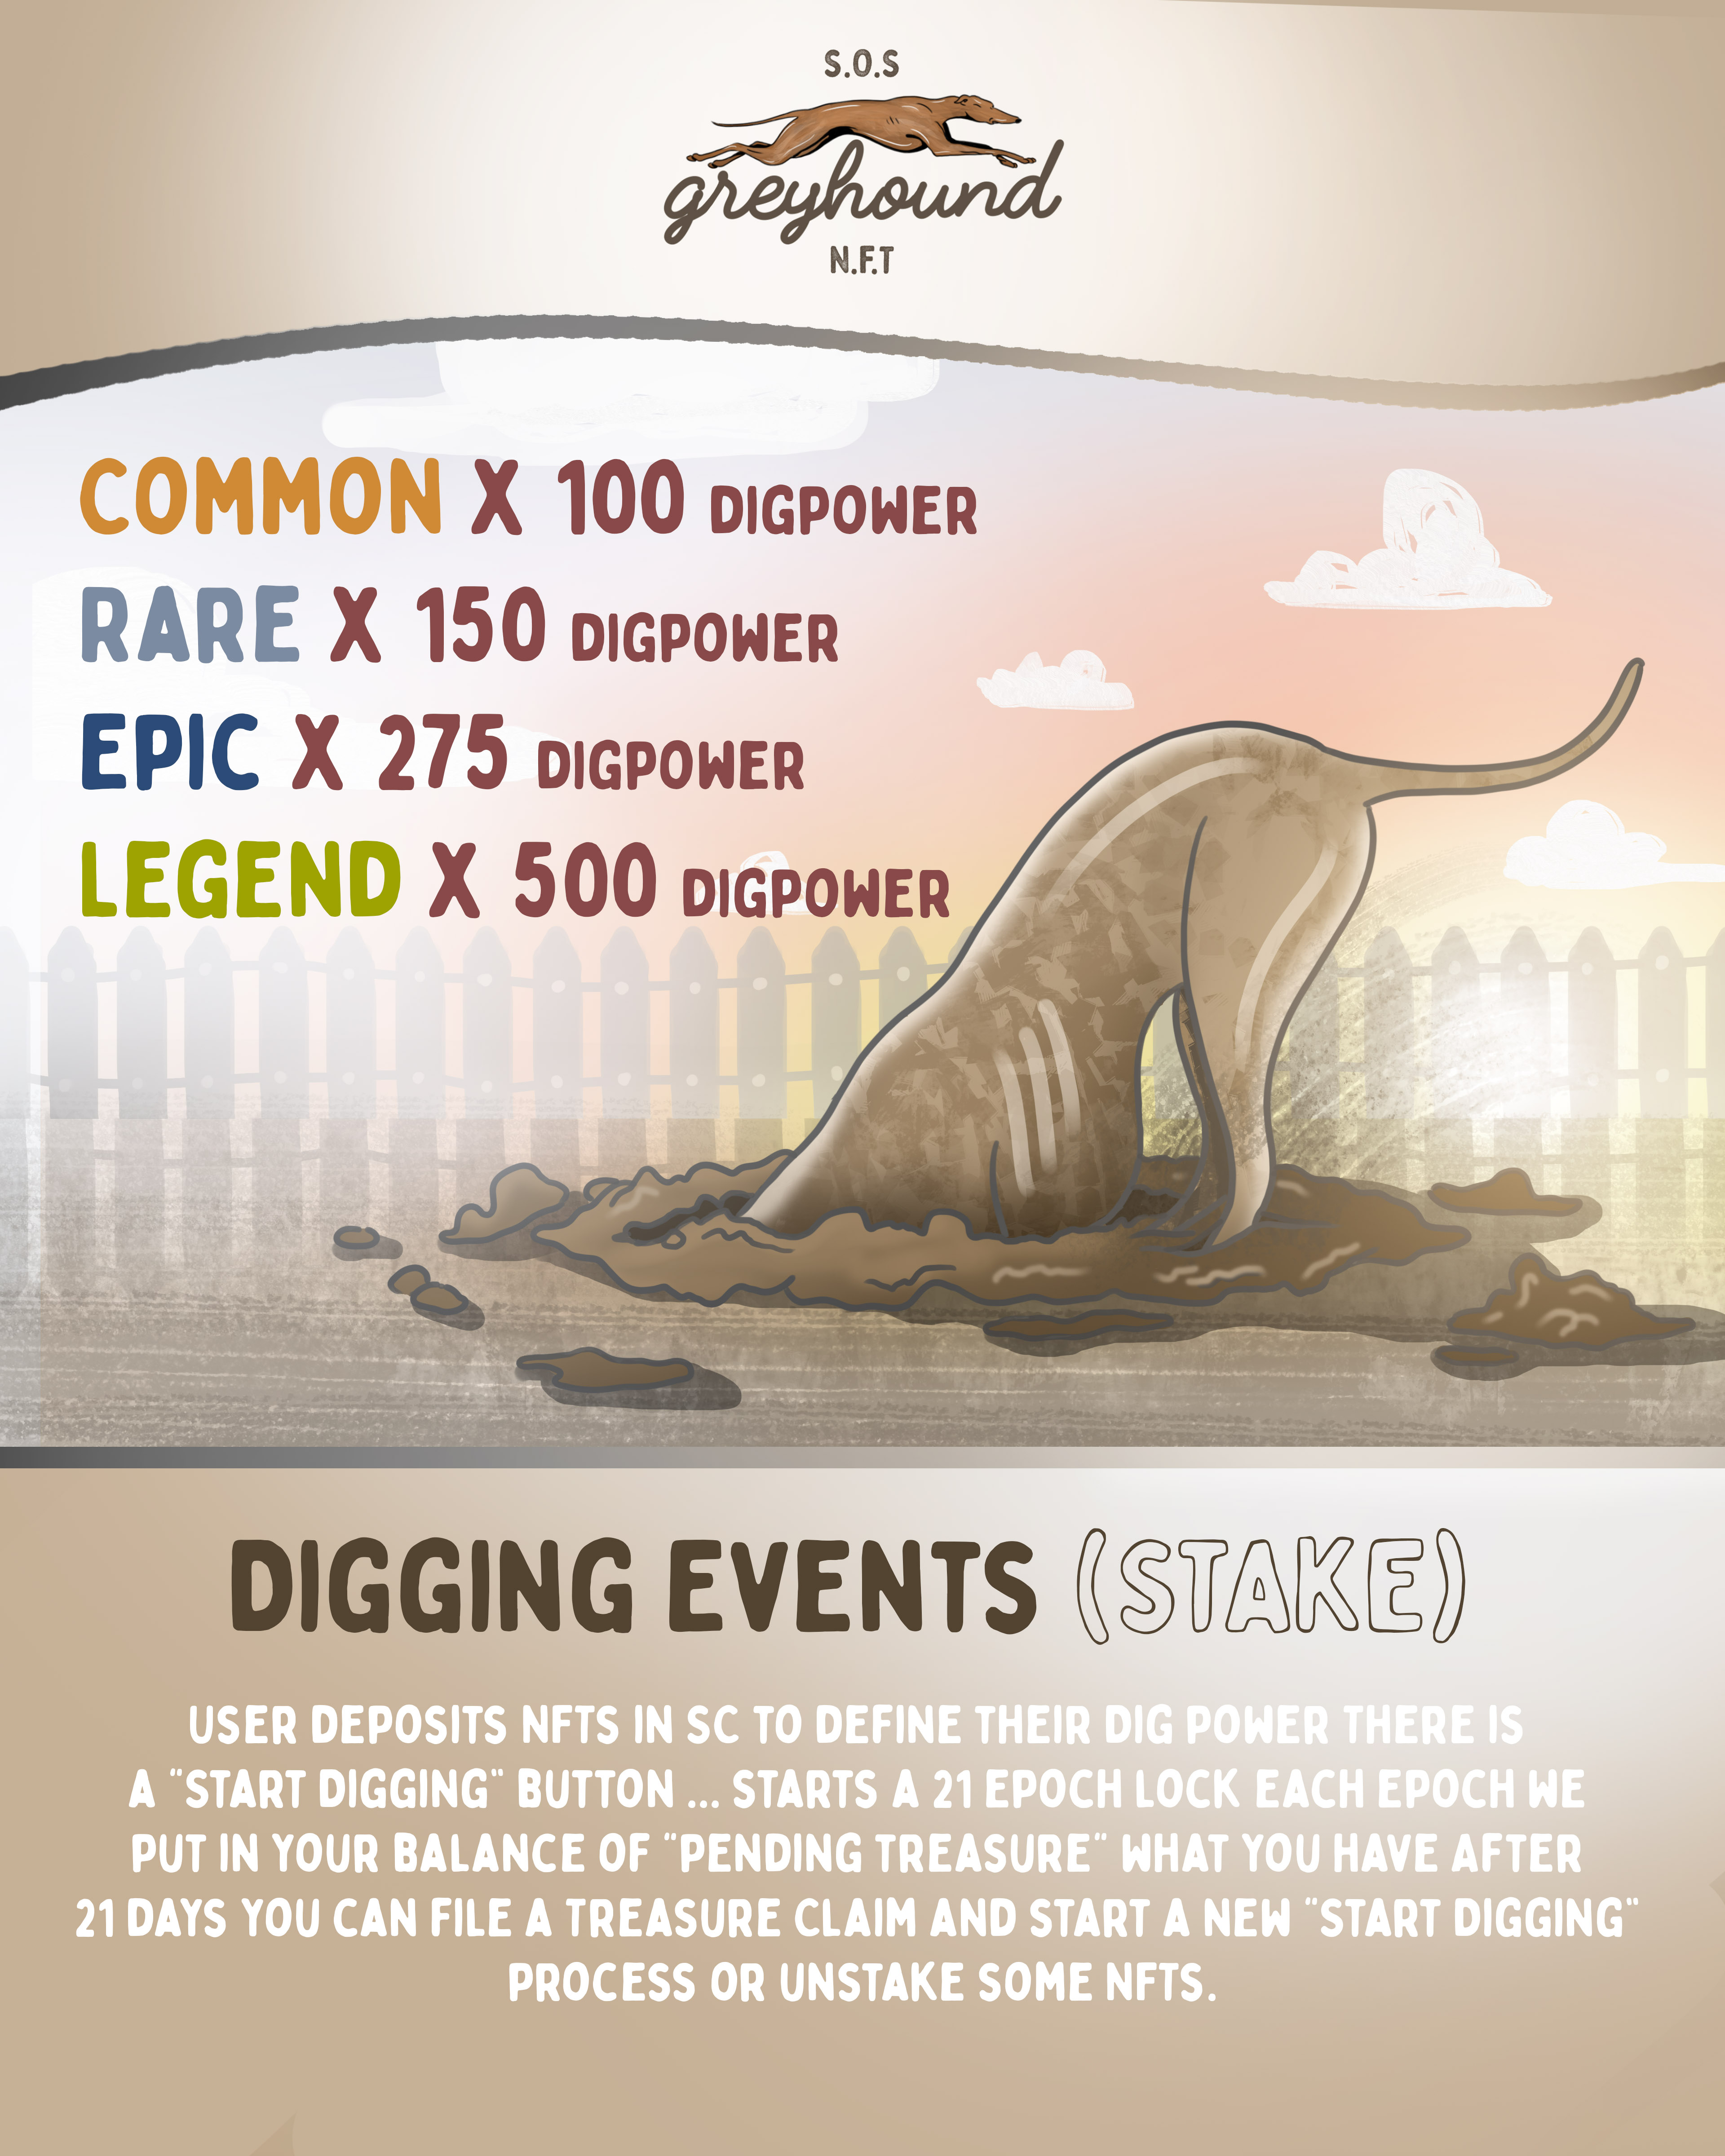 S.O.S
greyhound
N.F.T
COMMON X 100 DIGPOWER
RARE X 150 DIGPOWER
EPIC X 275 DIGPOWER
LEGEND X 500 DIGPOWER
DIGGING EVENTS (STAKE)
USER DEPOSITS NFTS IN SC TO DEFINE THEIR DIG POWER THERE IS
A "START DIGGING" BUTTON ... STARTS A 21 EPOCH LOCK EACH EPOCH WE
PUT IN YOUR BALANCE OF "PENDING TREASURE" WHAT YOU HAVE AFTER
21 DAYS YOU CAN FILE A TREASURE CLAIM AND START A NEW "START DIGGING"
PROCESS OR UNSTAKE SOME NFTS.